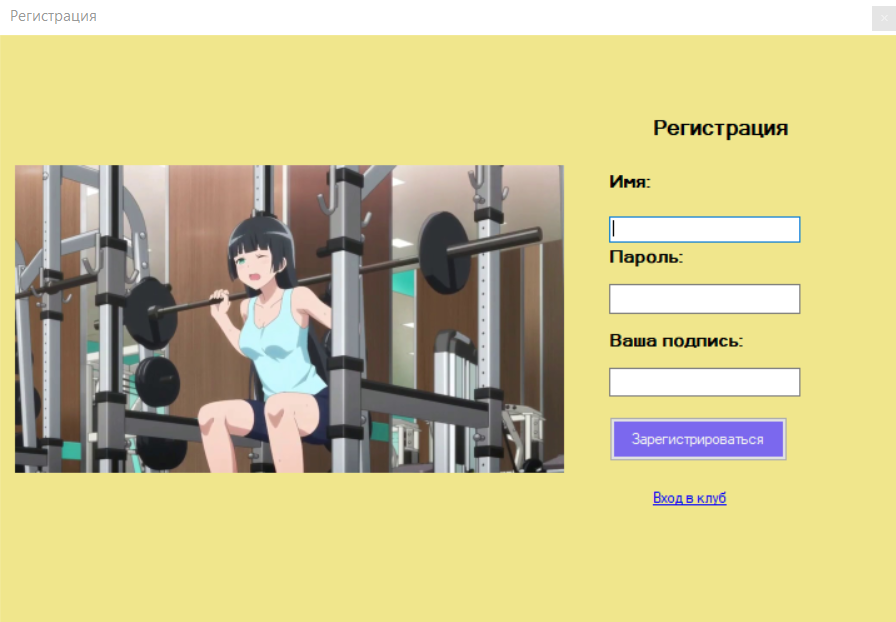 Регистрация
Регистрация
Имя:
Пароль:
Ваша подпись:
Зарегистрироваться
Вход в клуб